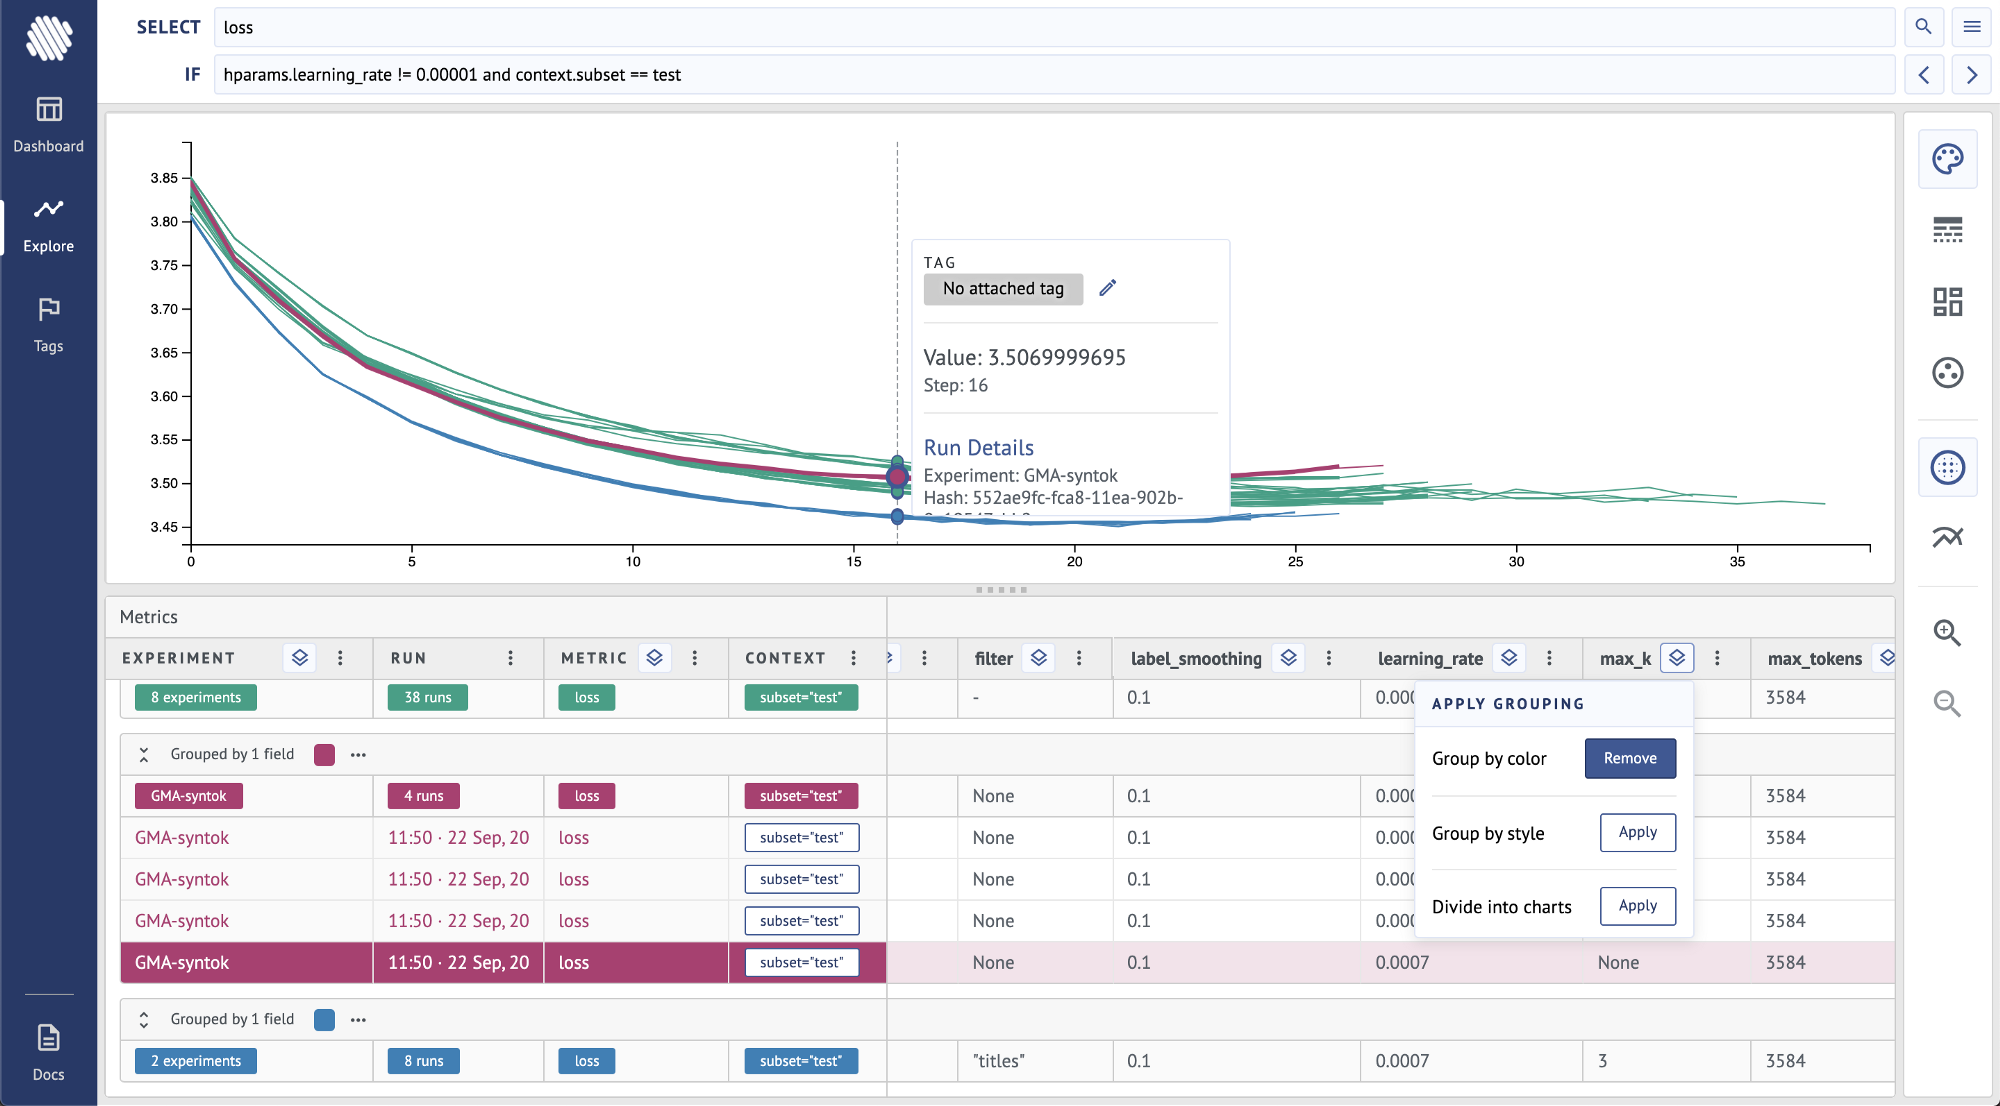 SELECT loss
IF hparams.learning_rate != 0.00001 and context.subset == test
Dashboard
Explore
Tags
Docs
3.85
3.80
3.75
3.70
3.65
3.60
3.55
3.50
3.45
0 5 10 15 20 25 30 35
TAG
No attached tag
Value: 3.5069999695
Step: 16
Run Details
Experiment: GMA-syntok
Hash: 552ae9fc-fca8-11ea-902b-
Metrics
EXPERIMENT RUN METRIC CONTEXT filter label_smoothing learning_rate max_k max_tokens
8 experiments 38 runs loss subset="test" - 0.1 0.000 3584
Grouped by 1 field
GMA-syntok 4 runs loss subset="test" None 0.1 0.000 3584
GMA-syntok 11:50 · 22 Sep, 20 loss subset="test" None 0.1 0.000 3584
GMA-syntok 11:50 · 22 Sep, 20 loss subset="test" None 0.1 0.000 3584
GMA-syntok 11:50 · 22 Sep, 20 loss subset="test" None 0.1 0.000 3584
GMA-syntok 11:50 · 22 Sep, 20 loss subset="test" None 0.1 0.0007 None 3584
Grouped by 1 field
2 experiments 8 runs loss subset="test" "titles" 0.1 0.0007 3 3584
APPLY GROUPING
Group by color Remove
Group by style Apply
Divide into charts Apply